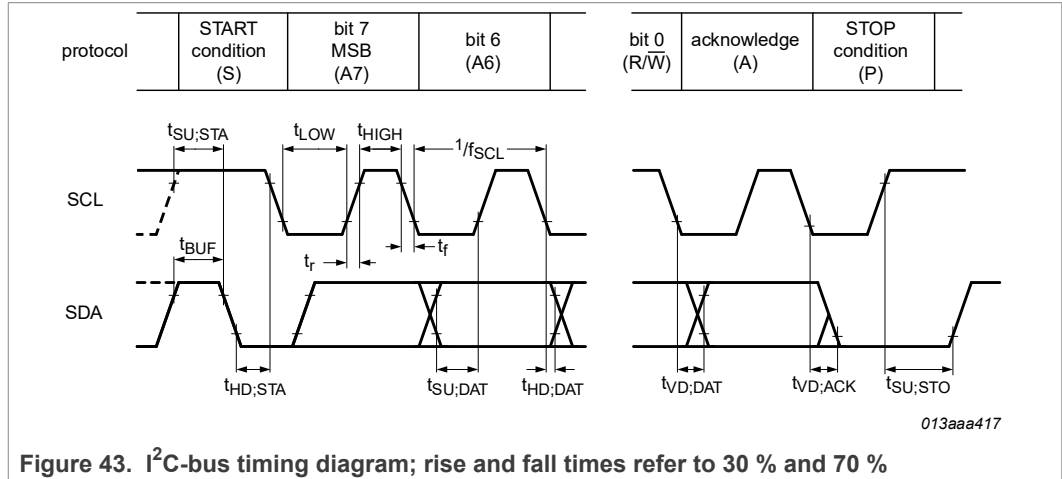 protocol
START condition (S)
bit 7 MSB (A7)
bit 6 (A6)
bit 0 (R/W̅)
acknowledge (A)
STOP condition (P)
tSU;STA
tLOW
tHIGH
1/fSCL
SCL
tBUF
tr
tf
SDA
tHD;STA
tSU;DAT
tHD;DAT
tVD;DAT
tVD;ACK
tSU;STO
013aaa417
Figure 43. I²C-bus timing diagram; rise and fall times refer to 30 % and 70 %